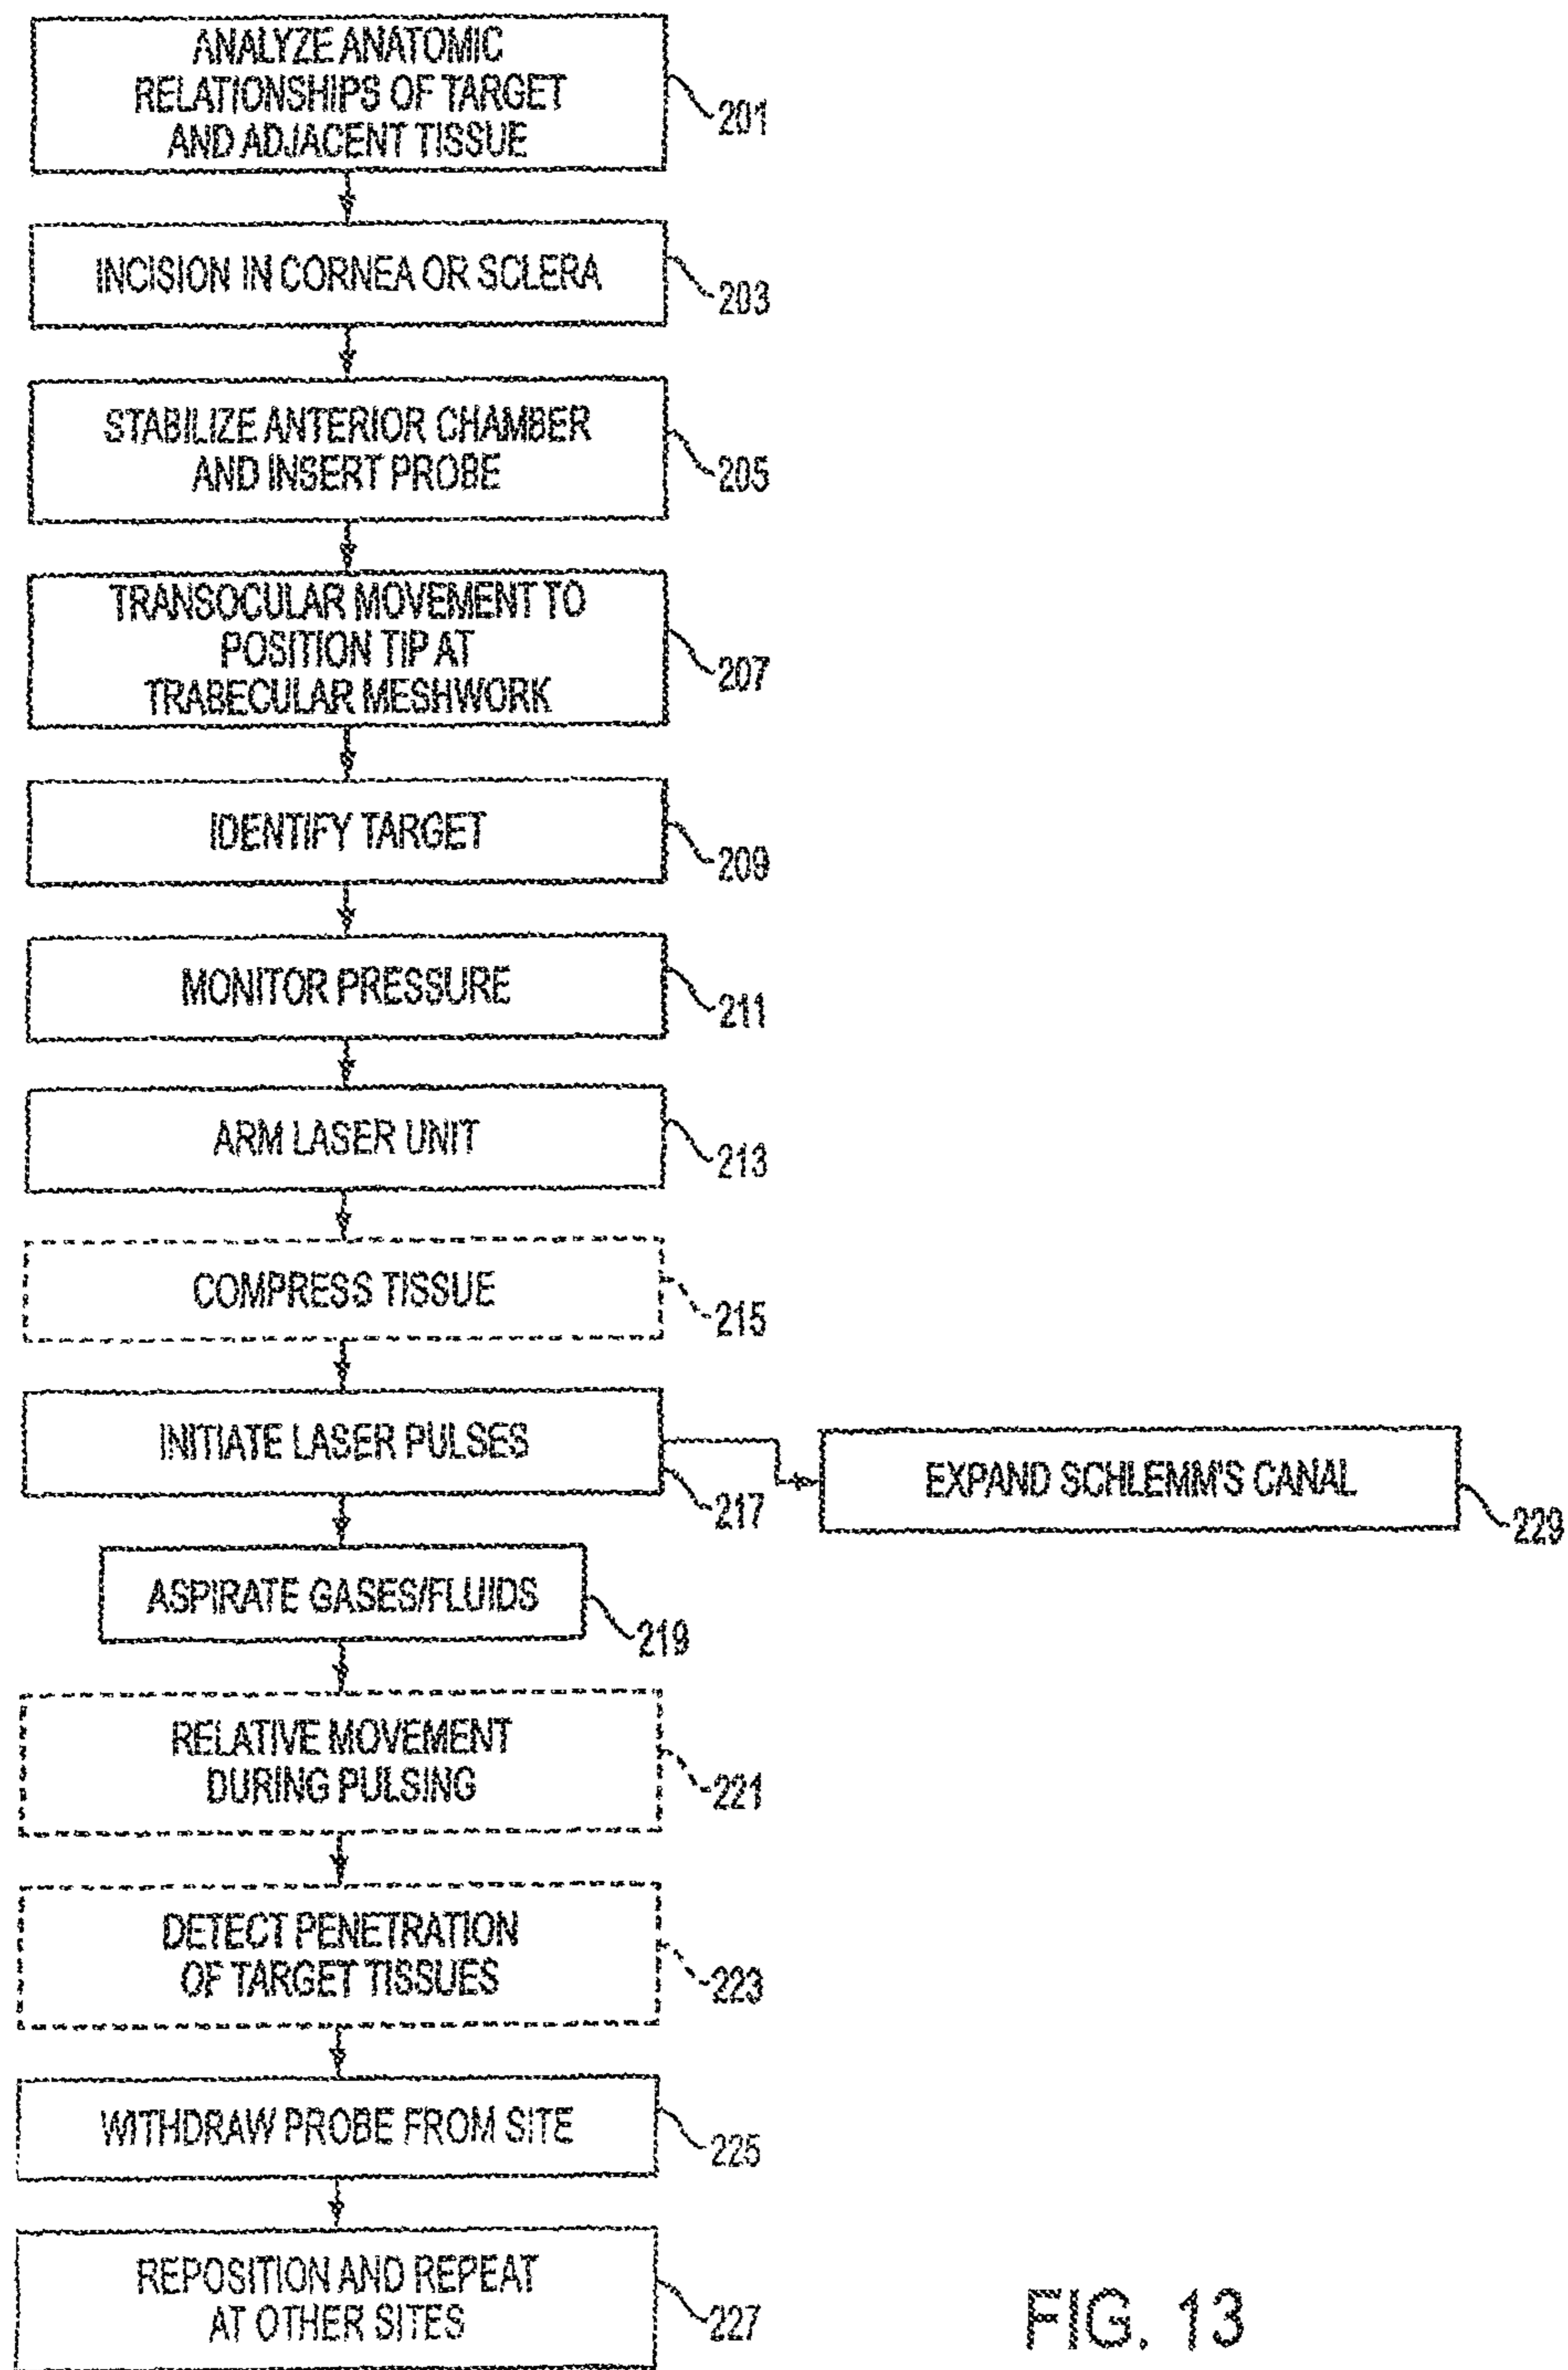 ANALYZE ANATOMIC
RELATIONSHIPS OF TARGET
AND ADJACENT TISSUE
201
INCISION IN CORNEA OR SCLERA
203
STABILIZE ANTERIOR CHAMBER
AND INSERT PROBE
205
TRANSOCULAR MOVEMENT TO
POSITION TIP AT
TRABECULAR MESHWORK
207
IDENTIFY TARGET
209
MONITOR PRESSURE
211
ARM LASER UNIT
213
COMPRESS TISSUE
215
INITIATE LASER PULSES
217
EXPAND SCHLEMM'S CANAL
229
ASPIRATE GASES/FLUIDS
219
RELATIVE MOVEMENT
DURING PULSING
221
DETECT PENETRATION
OF TARGET TISSUES
223
WITHDRAW PROBE FROM SITE
225
REPOSITION AND REPEAT
AT OTHER SITES
227
FIG. 13